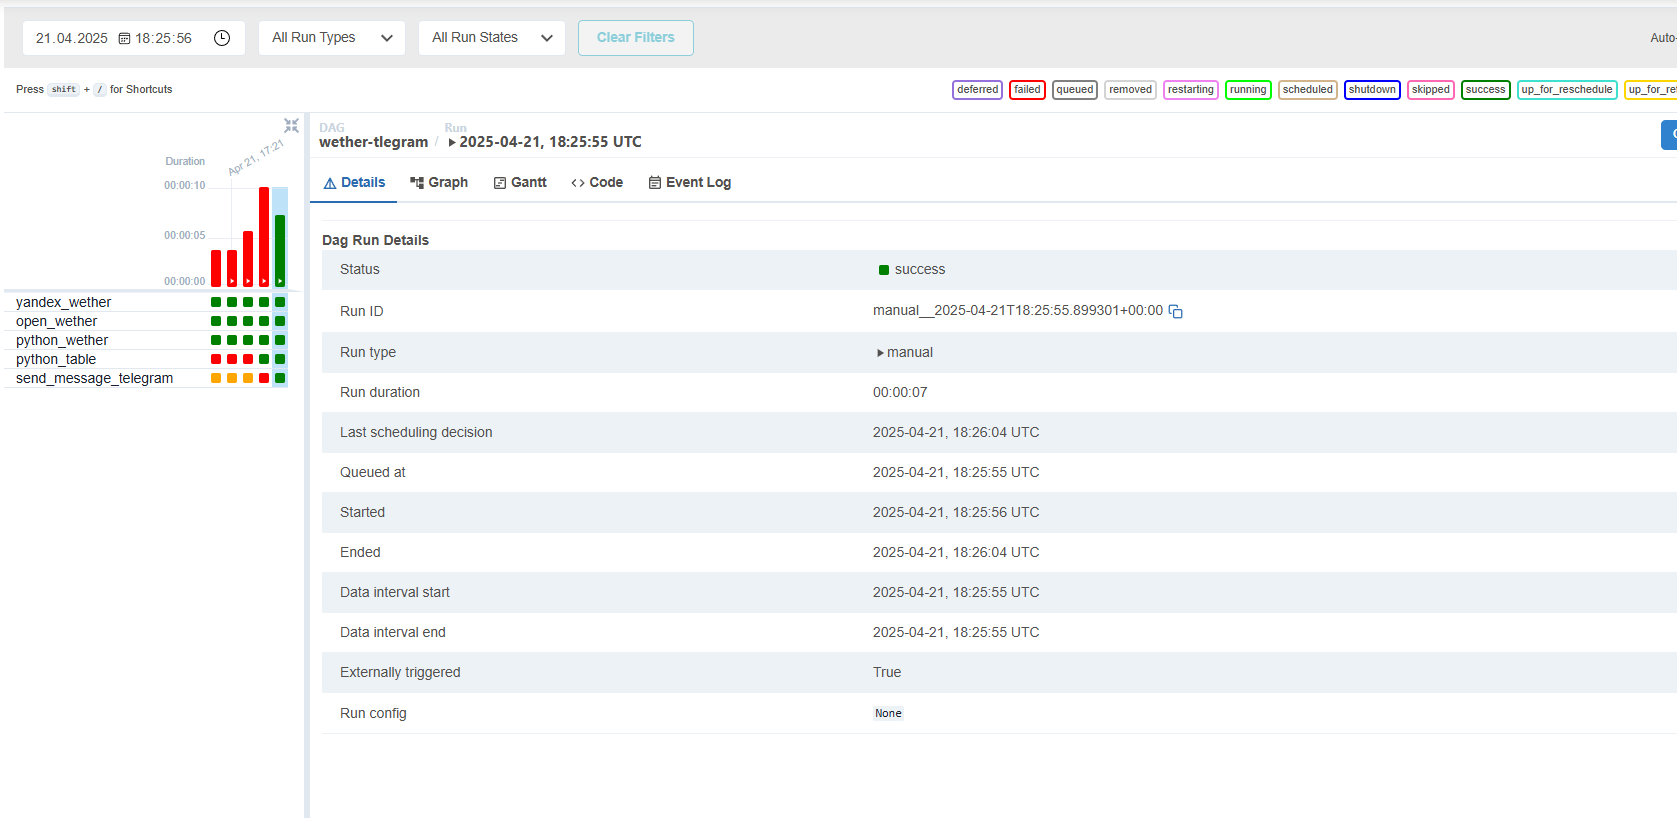 21.04.2025 18:25:56
All Run Types
All Run States
Clear Filters
Auto-
Press shift + / for Shortcuts
deferred failed queued removed restarting running scheduled shutdown skipped success up_for_reschedule up_for_re
DAG
wether-tlegram
/
Run
2025-04-21, 18:25:55 UTC
Duration
Apr 21, 17:21
00:00:10
00:00:05
00:00:00
yandex_wether
open_wether
python_wether
python_table
send_message_telegram
Details
Graph
Gantt
Code
Event Log
Dag Run Details
Status success
Run ID manual__2025-04-21T18:25:55.899301+00:00
Run type manual
Run duration 00:00:07
Last scheduling decision 2025-04-21, 18:26:04 UTC
Queued at 2025-04-21, 18:25:55 UTC
Started 2025-04-21, 18:25:56 UTC
Ended 2025-04-21, 18:26:04 UTC
Data interval start 2025-04-21, 18:25:55 UTC
Data interval end 2025-04-21, 18:25:55 UTC
Externally triggered True
Run config None